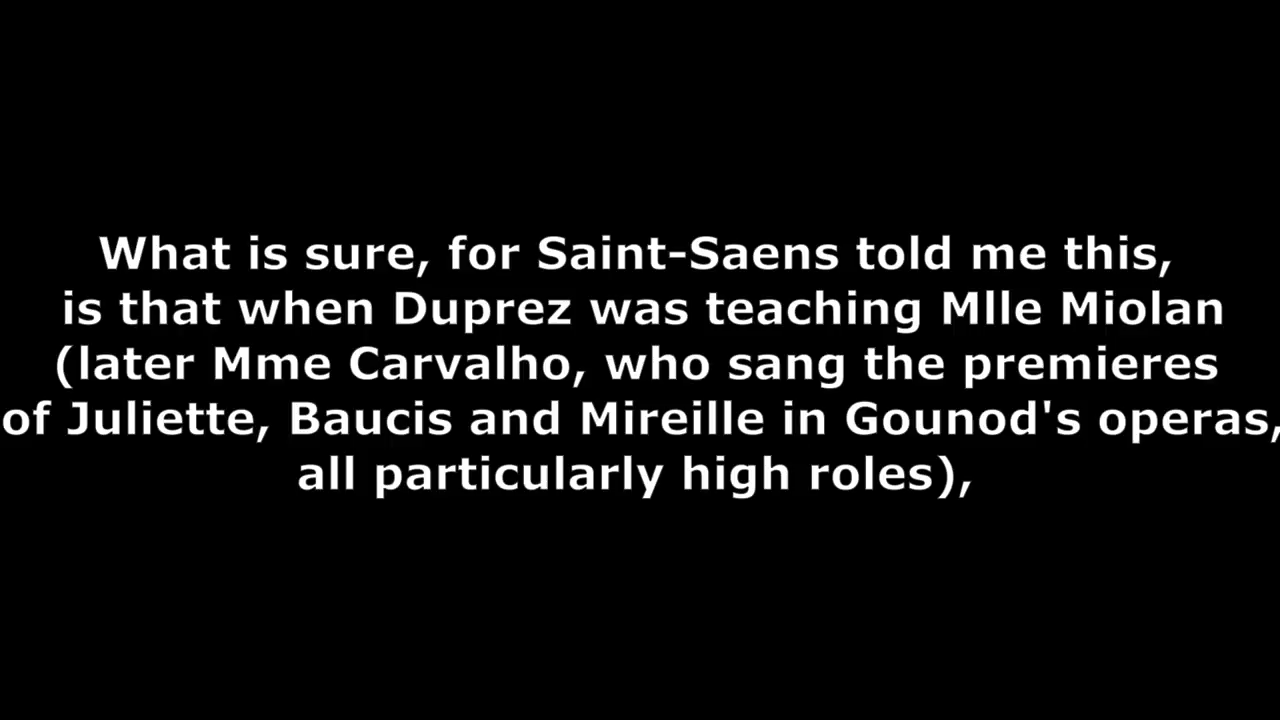 What is sure, for Saint-Saens told me this,
is that when Duprez was teaching Mlle Miolan
(later Mme Carvalho, who sang the premieres
of Juliette, Baucis and Mireille in Gounod's operas,
all particularly high roles),